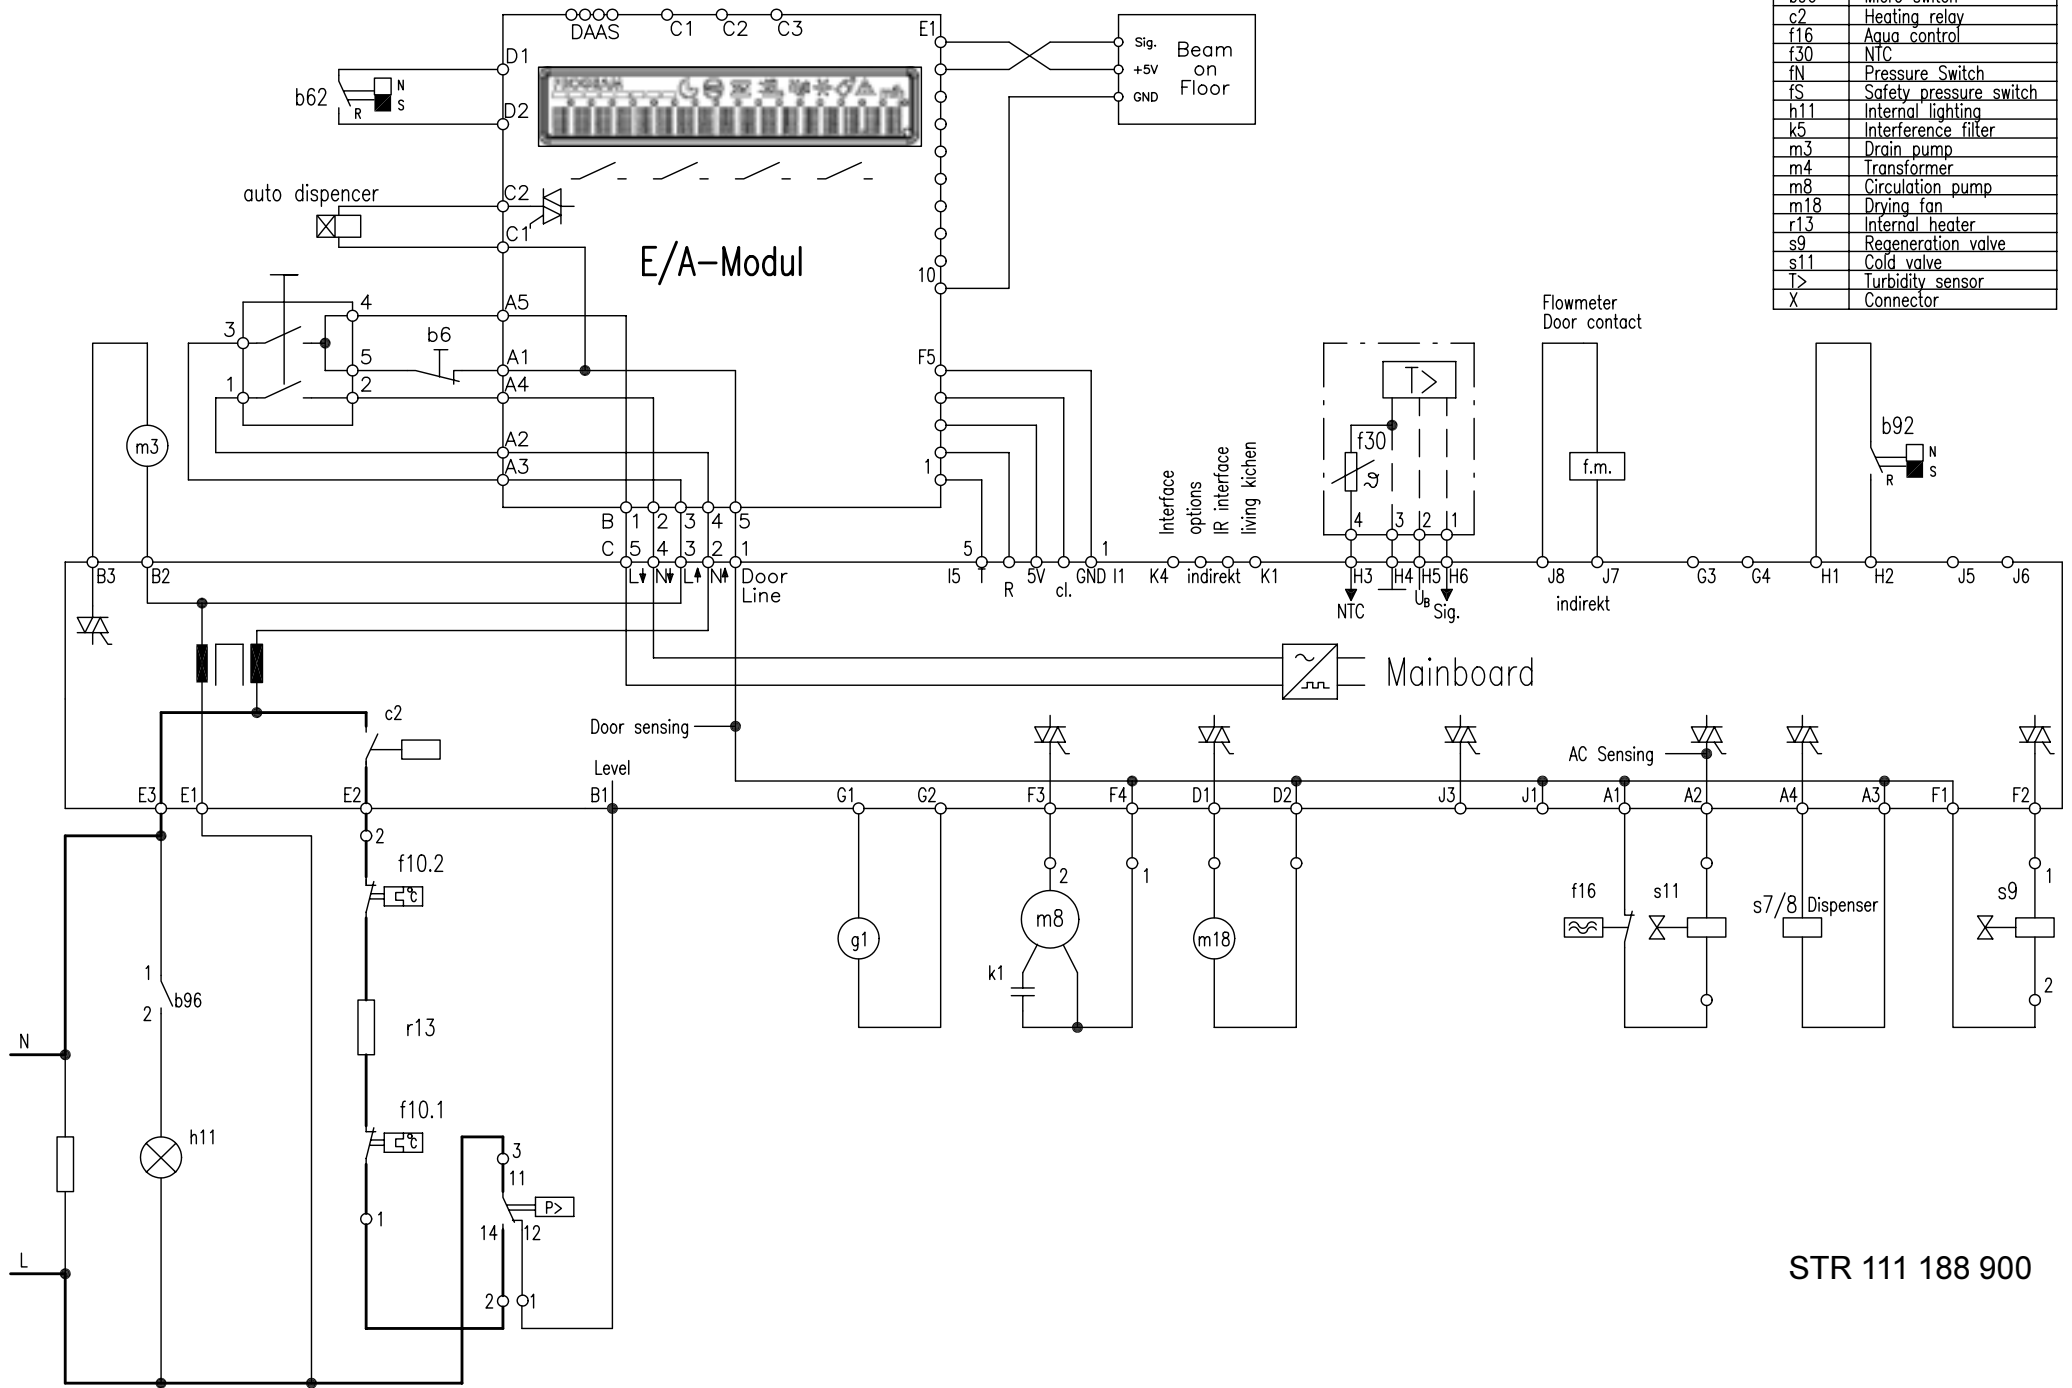 DAAS
C1
C2
C3
E1
D1
D2
b62
N
S
R
Sig.
+5V
GND
Beam
on
Floor
Micro switch
c2 Heating relay
f16 Aqua control
f30 NTC
fN Pressure Switch
fS Safety pressure switch
h11 Internal lighting
k5 Interference filter
m3 Drain pump
m4 Transformer
m8 Circulation pump
m18 Drying fan
r13 Internal heater
s9 Regeneration valve
s11 Cold valve
T> Turbidity sensor
X Connector
auto dispencer
C2
C1
E/A-Modul
10
3
4
5
1
2
b6
A5
A1
A4
A2
A3
F5
1
m3
Flowmeter
Door contact
T>
f30
ϑ
f.m.
b92
N
S
R
Interface
options
IR interface
living kichen
4
3
2
1
B 1 2 3 4 5
C 5 4 3 2 1
B3
B2
L
N
L
N
Door
Line
5
1
I5
T
R
5V
cl.
GND
I1
K4
indirekt
K1
H3
H4
H5
H6
NTC
UB
Sig.
J8
J7
indirekt
G3
G4
H1
H2
J5
J6
Mainboard
c2
Door sensing
Level
AC Sensing
E3
E1
E2
B1
G1
G2
F3
F4
D1
D2
J3
J1
A1
A2
A4
A3
F1
F2
2
f10.2
°C
1
b96
2
r13
N
f10.1
°C
h11
1
L
3
11
P>
14
12
2
1
g1
2
1
m8
k1
m18
f16
s11
s7/8 Dispenser
s9
1
2
STR 111 188 900